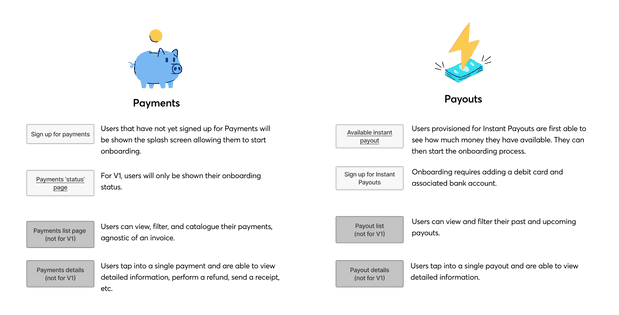 Payments
Sign up for payments
Users that have not yet signed up for Payments will
be shown the splash screen allowing them to start
onboarding.
Payments 'status'
page
For V1, users will only be shown their onboarding
status.
Payments list page
(not for V1)
Users can view, filter, and catalogue their payments,
agnostic of an invoice.
Payments details
(not for V1)
Users tap into a single payment and are able to view
detailed information, perform a refund, send a receipt,
etc.
Payouts
Available instant
payout
Users provisioned for Instant Payouts are first able to
see how much money they have available. They can
then start the onboarding process.
Sign up for Instant
Payouts
Onboarding requires adding a debit card and
associated bank account.
Payout list
(not for V1)
Users can view and filter their past and upcoming
payouts.
Payout details
(not for V1)
Users tap into a single payout and are able to view
detailed information.